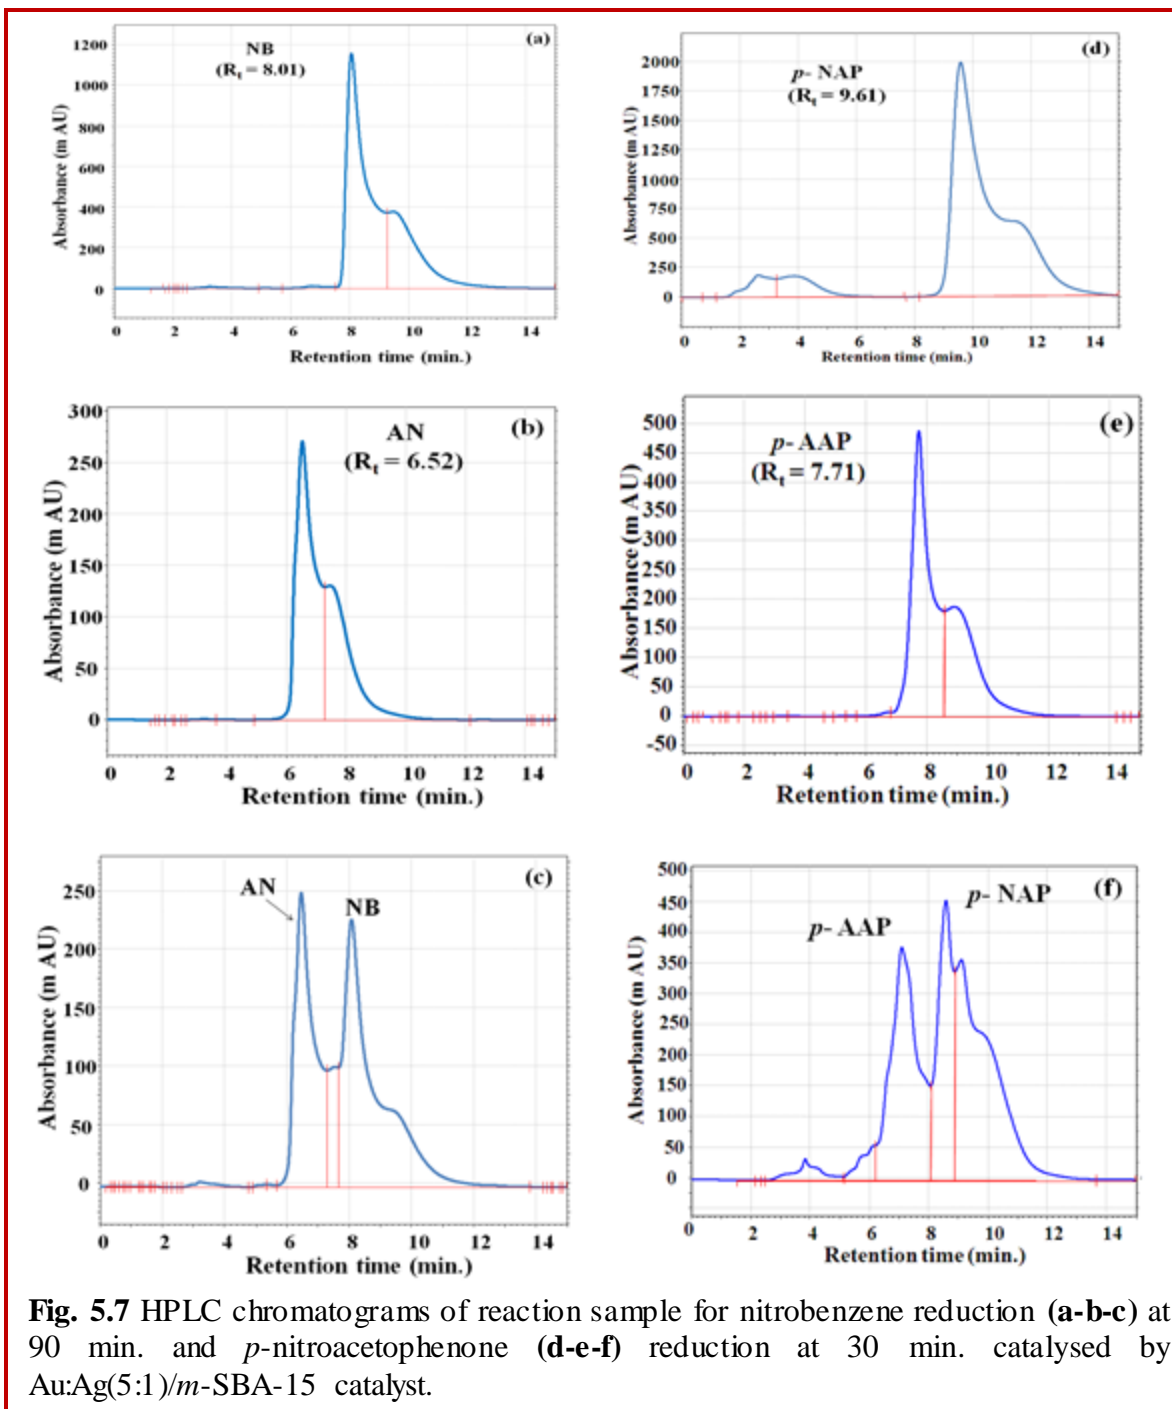 (a)
NB
(Rt = 8.01)
Absorbance (m AU)
1200
1000
800
600
400
200
0
0 2 4 6 8 10 12 14
Retention time (min.)
(d)
p- NAP
(Rt = 9.61)
Absorbance (m AU)
2000
1750
1500
1250
1000
750
500
250
0
0 2 4 6 8 10 12 14
Retention time (min.)
(b)
AN
(Rt = 6.52)
Absorbance (m AU)
300
250
200
150
100
50
0
0 2 4 6 8 10 12 14
Retention time (min.)
(e)
p- AAP
(Rt = 7.71)
Absorbance (m AU)
500
450
400
350
300
250
200
150
100
50
0
-50
0 2 4 6 8 10 12 14
Retention time (min.)
(c)
AN
NB
Absorbance (m AU)
250
200
150
100
50
0
0 2 4 6 8 10 12 14
Retention time (min.)
(f)
p- NAP
p- AAP
Absorbance (m AU)
500
450
400
350
300
250
200
150
100
50
0
0 2 4 6 8 10 12 14
Retention time (min.)
Fig. 5.7 HPLC chromatograms of reaction sample for nitrobenzene reduction (a-b-c) at
90 min. and p-nitroacetophenone (d-e-f) reduction at 30 min. catalysed by
Au:Ag(5:1)/m-SBA-15 catalyst.